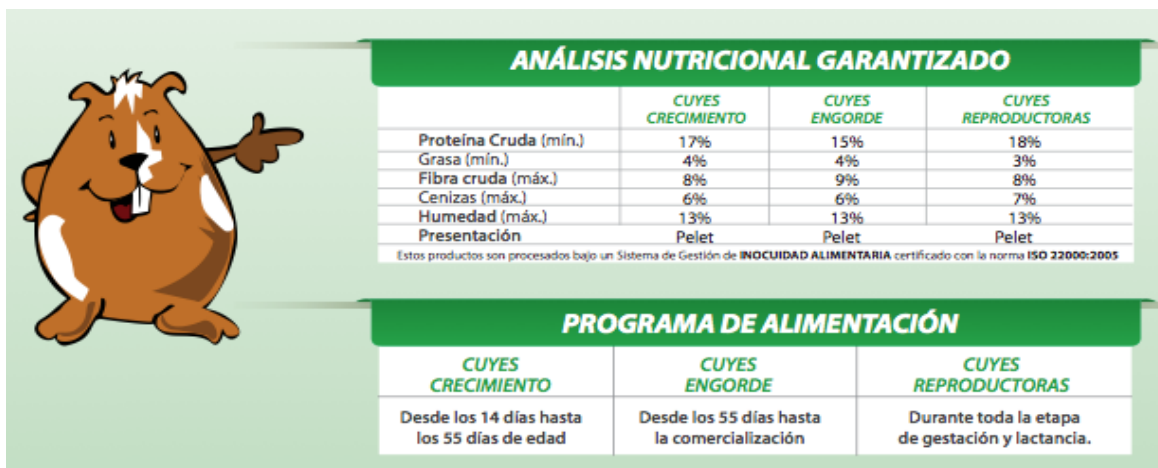 ANÁLISIS NUTRICIONAL GARANTIZADO
CUYES CRECIMIENTO CUYES ENGORDE CUYES REPRODUCTORAS
Proteína Cruda (mín.) 17% 15% 18%
Grasa (mín.) 4% 4% 3%
Fibra cruda (máx.) 8% 9% 8%
Cenizas (máx.) 6% 6% 7%
Humedad (máx.) 13% 13% 13%
Presentación Pelet Pelet Pelet
Estos productos son procesados bajo un Sistema de Gestión de INOCUIDAD ALIMENTARIA certificado con la norma ISO 22000:2005
PROGRAMA DE ALIMENTACIÓN
CUYES CRECIMIENTO CUYES ENGORDE CUYES REPRODUCTORAS
Desde los 14 días hasta Desde los 55 días hasta Durante toda la etapa
los 55 días de edad la comercialización de gestación y lactancia.